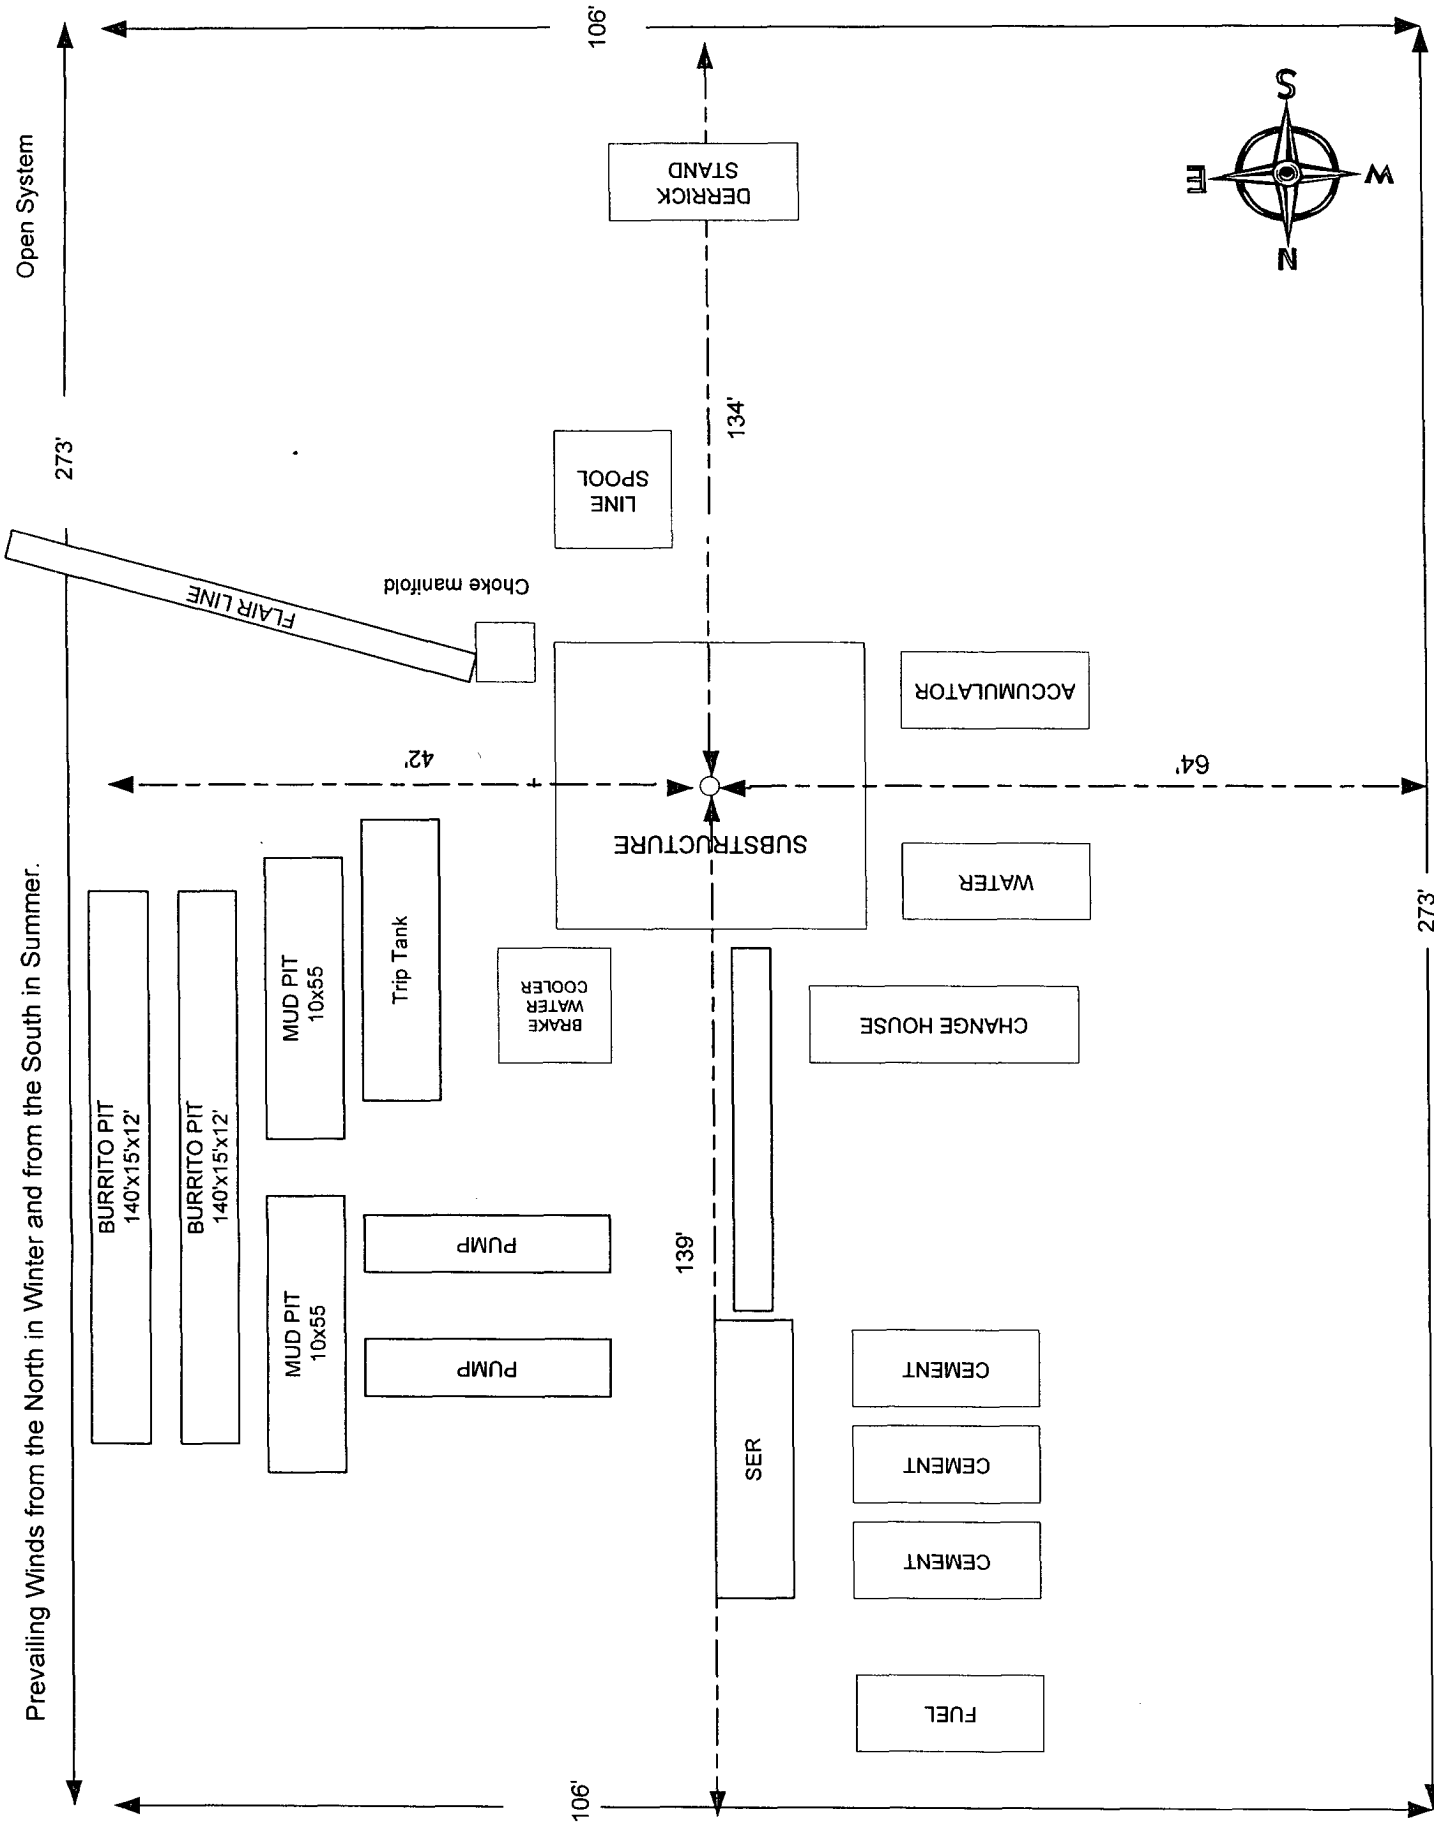 Prevailing Winds from the North in Winter and from the South in Summer.
Open System
273'
106'
BURRITO PIT
140'x15'x12'
BURRITO PIT
140'x15'x12'
MUD PIT
10x55
MUD PIT
10x55
Trip Tank
PUMP
PUMP
BRAKE
WATER
COOLER
FLAIR LINE
Choke manifold
LINE
SPOOL
DERRICK
STAND
42'
134'
139'
64'
SUBSTRUCTURE
ACCUMULATOR
WATER
CHANGE HOUSE
SER
CEMENT
CEMENT
CEMENT
FUEL
N
E
S
W
106'
273'